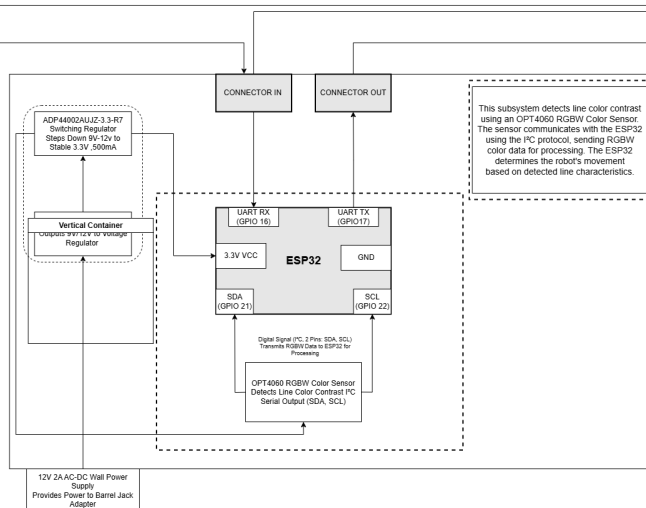 CONNECTOR IN
CONNECTOR OUT
ADP44002AUJZ-3.3-R7
Switching Regulator
Steps Down 9V-12v to
Stable 3.3V ,500mA
This subsystem detects line color contrast
using an OPT4060 RGBW Color Sensor.
The sensor communicates with the ESP32
using the I²C protocol, sending RGBW
color data for processing. The ESP32
determines the robot's movement
based on detected line characteristics.
Vertical Container
Outputs 9V/12V to Voltage
Regulator
UART RX
(GPIO 16)
UART TX
(GPIO17)
3.3V VCC
ESP32
GND
SDA
(GPIO 21)
SCL
(GPIO 22)
Digital Signal (I²C, 2 Pins: SDA, SCL)
Transmits RGBW Data to ESP32 for
Processing
OPT4060 RGBW Color Sensor
Detects Line Color Contrast I²C
Serial Output (SDA, SCL)
12V 2A AC-DC Wall Power
Supply
Provides Power to Barrel Jack
Adapter